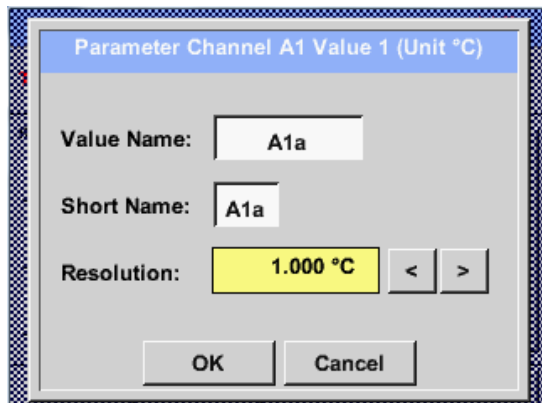 Parameter Channel A1 Value 1 (Unit °C)
Value Name: A1a
Short Name: A1a
Resolution: 1.000 °C < >
OK Cancel